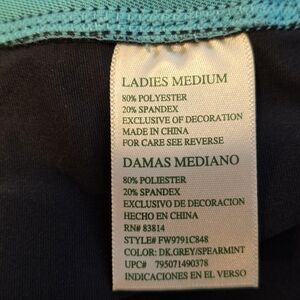 LADIES MEDIUM
80% POLYESTER
20% SPANDEX
EXCLUSIVE OF DECORATION
MADE IN CHINA
FOR CARE SEE REVERSE
DAMAS MEDIANO
80% POLIESTER
20% SPANDEX
EXCLUSIVO DE DECORACION
HECHO EN CHINA
RN# 83814
STYLE# FW9791C848
COLOR: DK.GREY/SPEARMINT
UPC# 795071490378
INDICACIONES EN EL VERSO